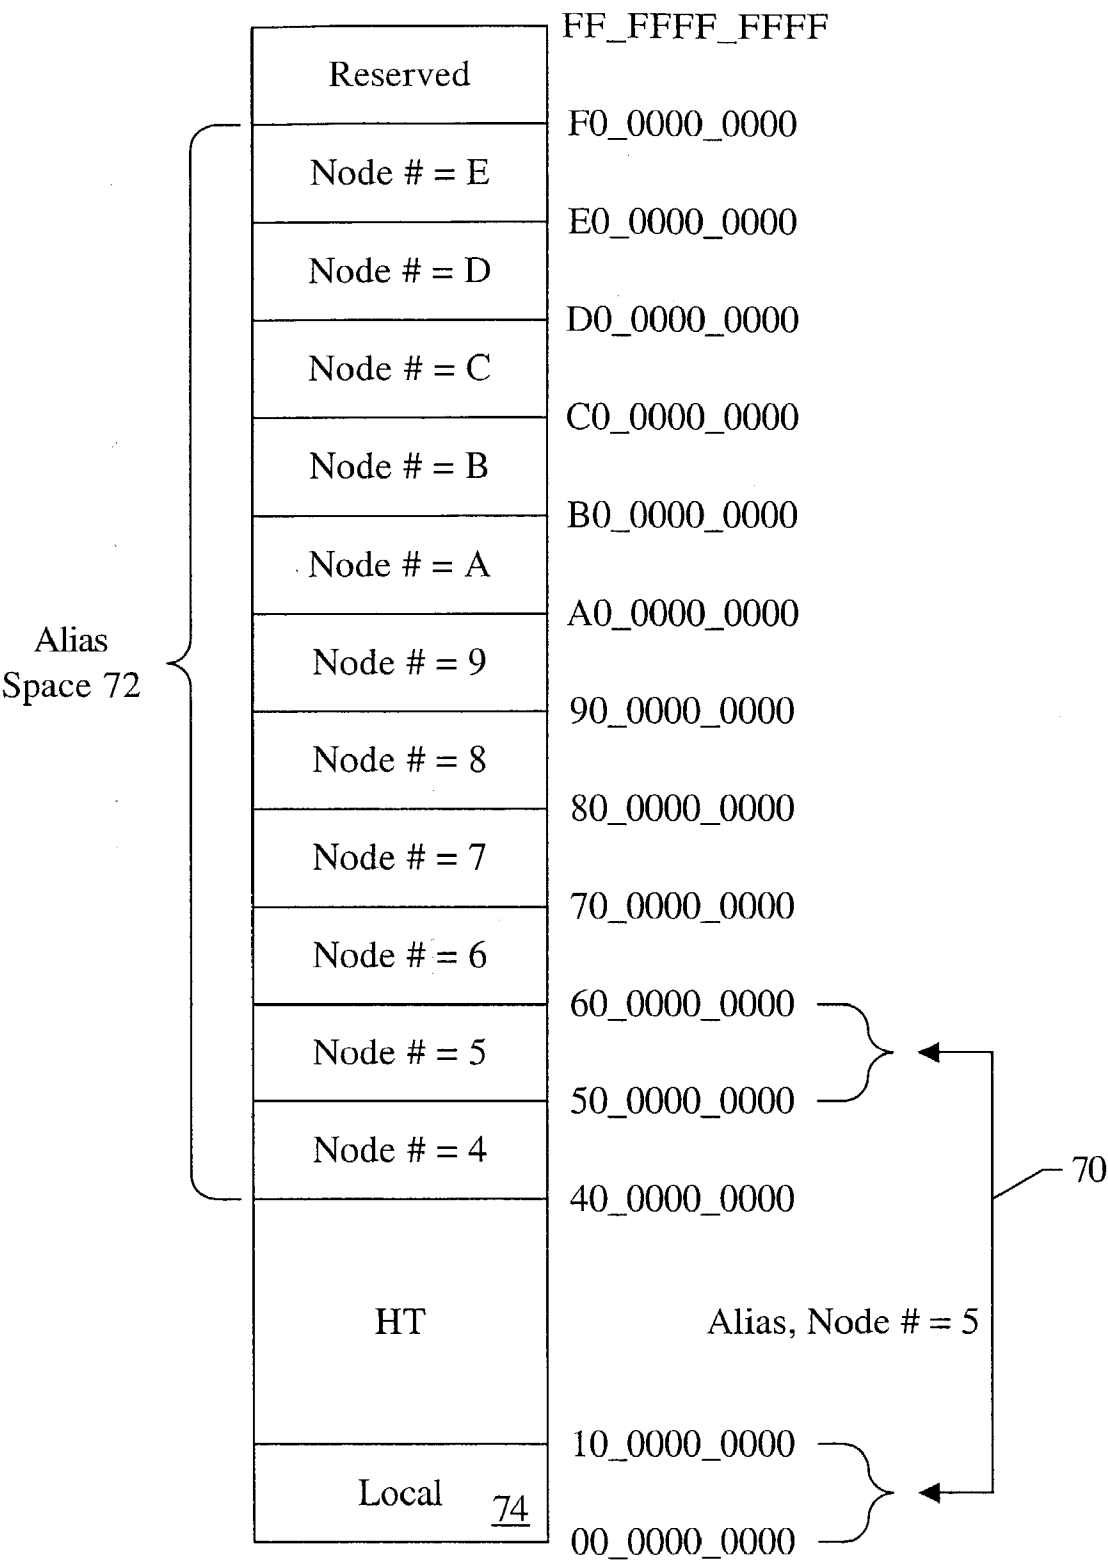 FF_FFFF_FFFF
Reserved
F0_0000_0000
Node # = E
E0_0000_0000
Node # = D
D0_0000_0000
Node # = C
C0_0000_0000
Node # = B
B0_0000_0000
Node # = A
A0_0000_0000
Alias
Space 72
Node # = 9
90_0000_0000
Node # = 8
80_0000_0000
Node # = 7
70_0000_0000
Node # = 6
60_0000_0000
Node # = 5
50_0000_0000
Node # = 4
70
40_0000_0000
HT
Alias, Node # = 5
10_0000_0000
Local
74
00_0000_0000